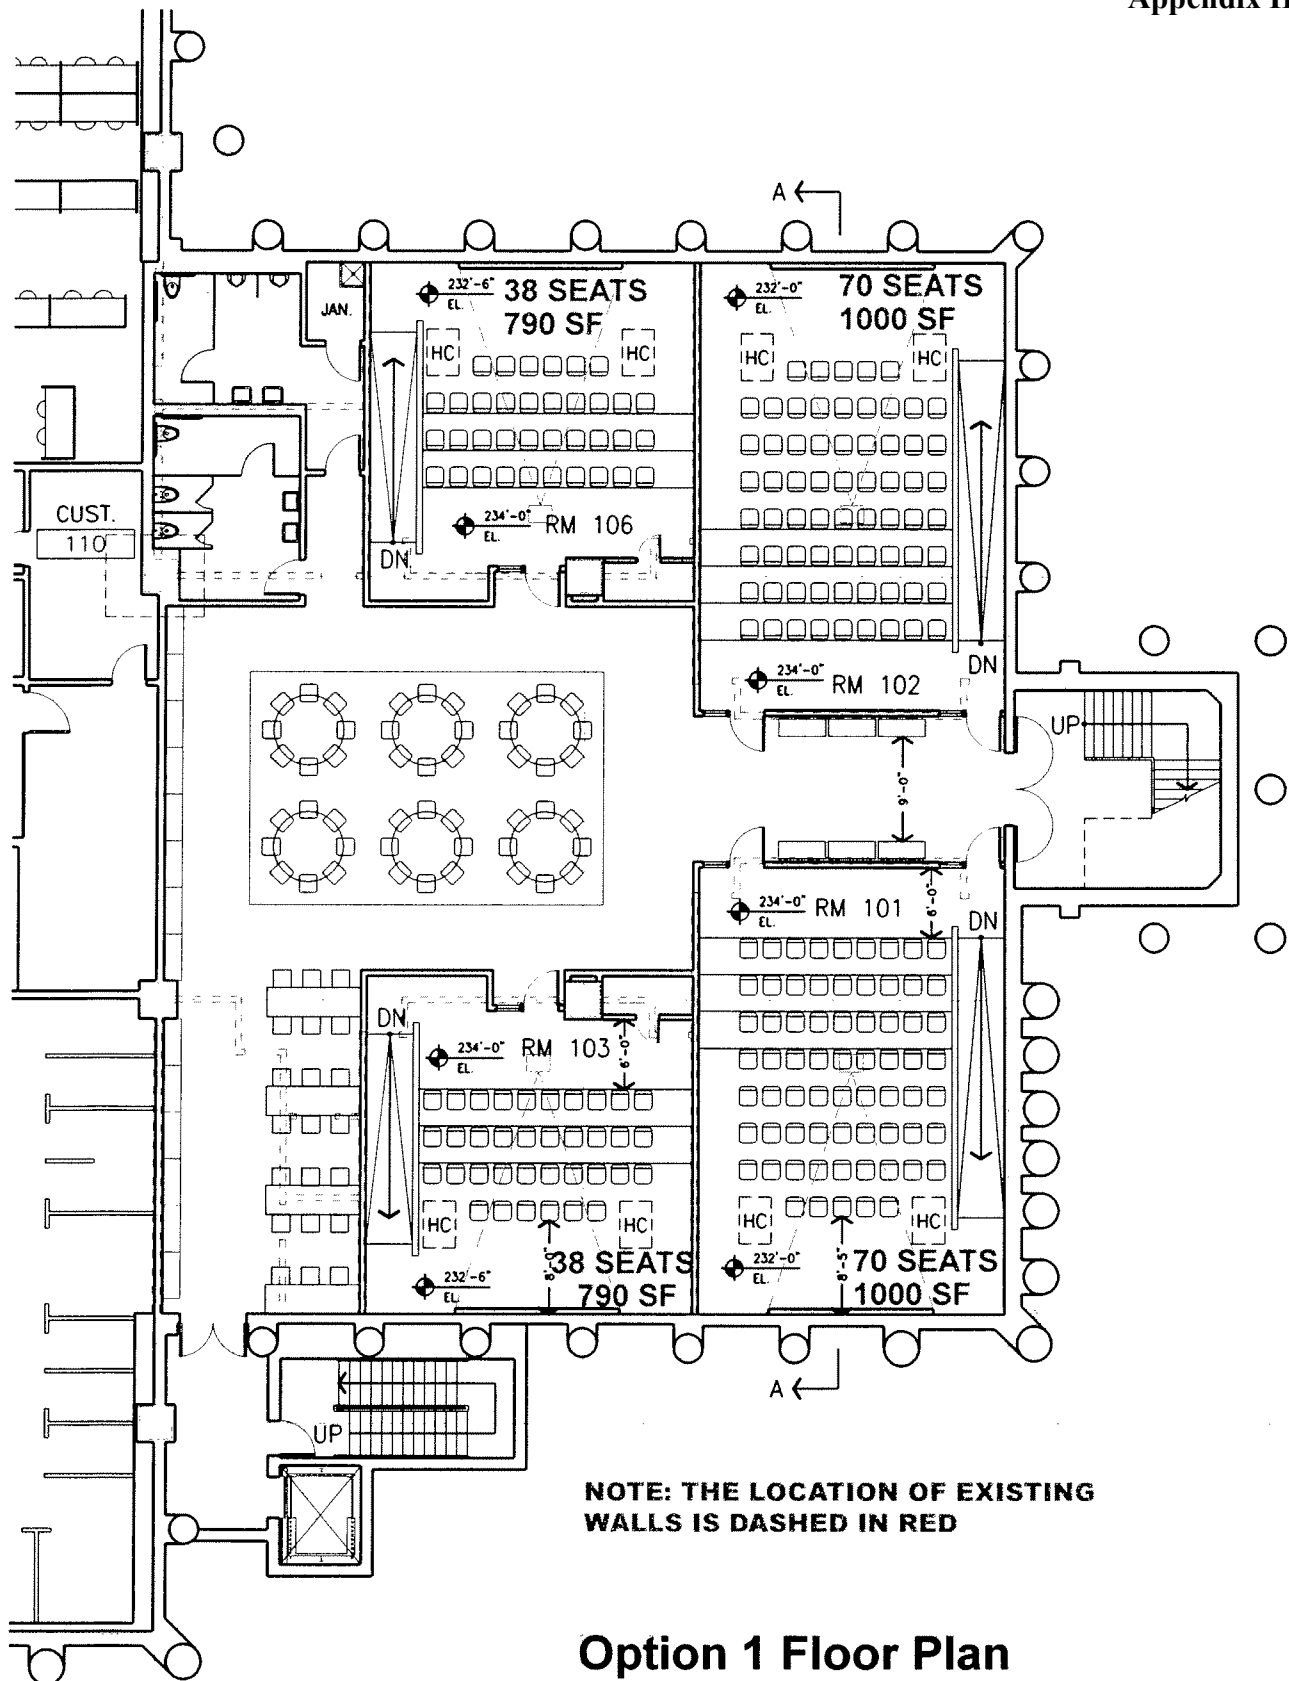 Appendix
A
232'-6"
EL.
38 SEATS
790 SF
232'-0"
EL.
70 SEATS
1000 SF
JAN.
HC
HC
HC
HC
CUST.
110
234'-0"
EL.
RM 106
DN
234'-0"
EL.
RM 102
DN
UP
9'-0"
234'-0"
EL.
RM 101
6'-0"
DN
DN
234'-0"
EL.
RM 103
6'-0"
HC
HC
HC
HC
232'-6"
EL.
8'-0"
38 SEATS
790 SF
232'-0"
EL.
8'-5"
70 SEATS
1000 SF
A
UP
NOTE: THE LOCATION OF EXISTING
WALLS IS DASHED IN RED
Option 1 Floor Plan